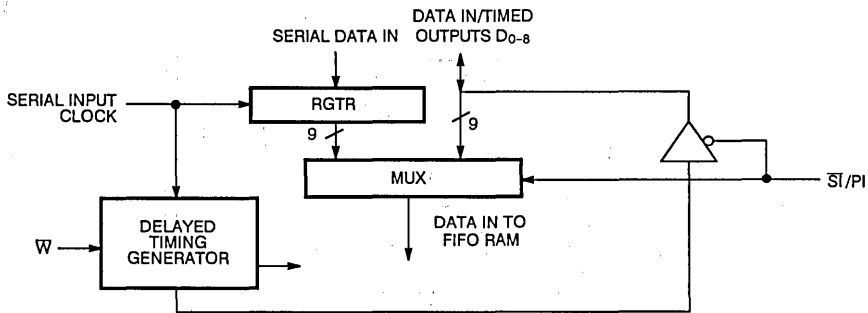 DATA IN/TIMED
OUTPUTS D0–8
SERIAL DATA IN
SERIAL INPUT
CLOCK
RGTR
9
9
MUX
S̅I̅/PI
DELAYED
TIMING
GENERATOR
W̅
DATA IN TO
FIFO RAM